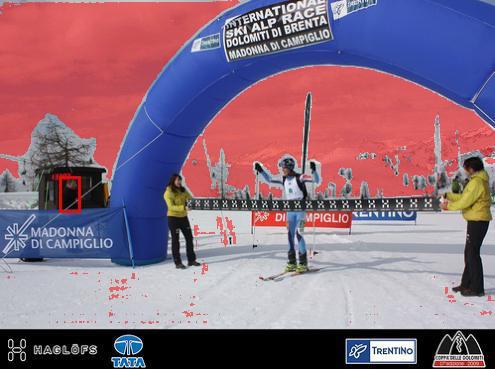 INTERNATIONAL
SKI ALP RACE
DOLOMITI DI BRENTA
MADONNA DI CAMPIGLIO
MADONNA
DI CAMPIGLIO
DI CAMPIGLIO
TRENTINO
HAGLÖFS
TATA
TRENTINO
COPPA DELLE DOLOMITI